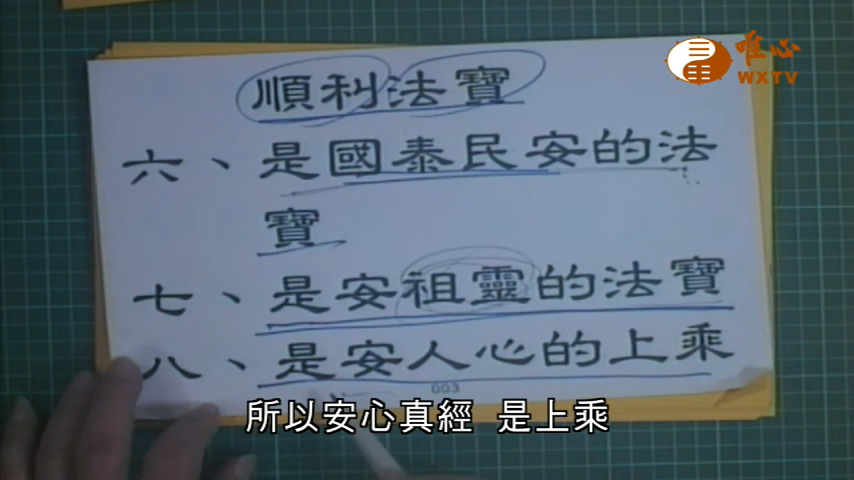 唯心
WXTV
順利法寶
六、是國泰民安的法
寶
七、是安祖靈的法寶
八、是安人心的上乘
003
所以安心真經 是上乘